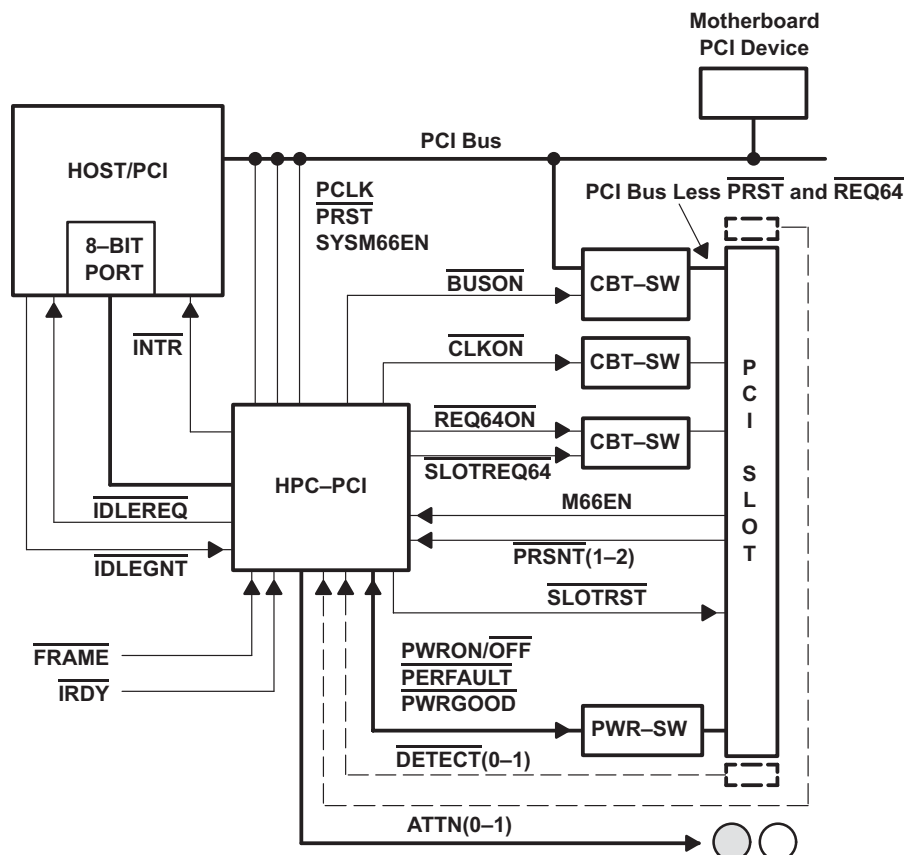 Motherboard
PCI Device
PCI Bus
HOST/PCI
8–BIT
PORT
PCLK
PRST
SYSM66EN
PCI Bus Less PRST and REQ64
BUSON
CBT–SW
INTR
CLKON
CBT–SW
REQ64ON
SLOTREQ64
CBT–SW
PCI SLOT
HPC–PCI
M66EN
IDLEREQ
PRSNT(1–2)
IDLEGNT
SLOTRST
FRAME
IRDY
PWRON/OFF
PERFAULT
PWRGOOD
PWR–SW
DETECT(0–1)
ATTN(0–1)